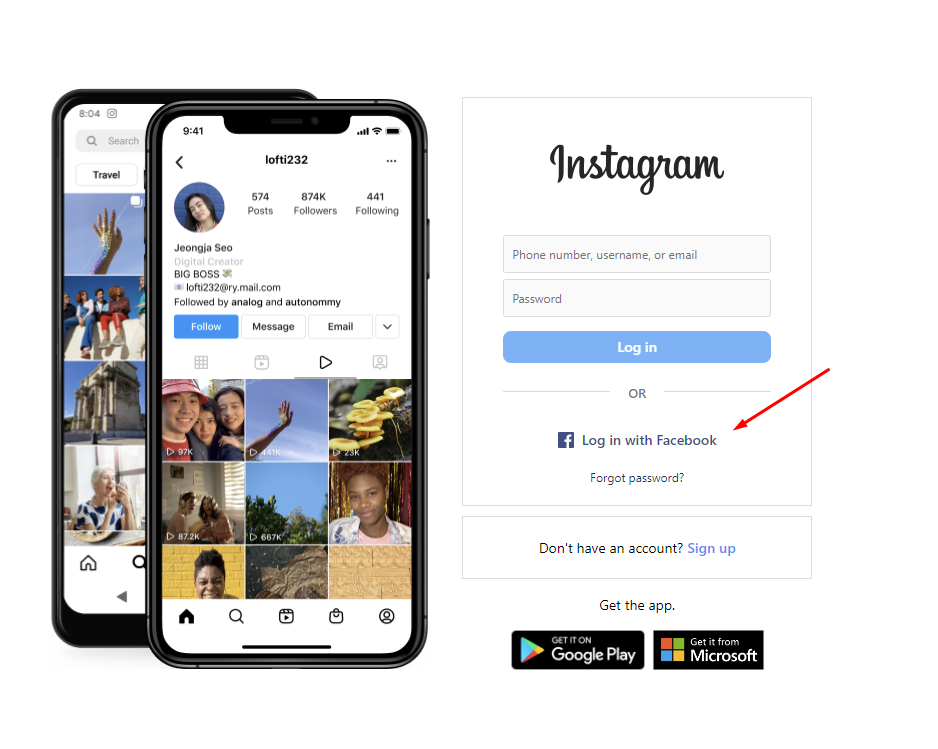 8:04
Search
Travel
9:41
lofti232
574
Posts
874K
Followers
441
Following
Jeongja Seo
Digital Creator
BIG BOSS 💸
📧 lofti232@ry.mail.com
Followed by analog and autonommy
Follow
Message
Email
97K
441K
23K
87.2K
667K
Instagram
Phone number, username, or email
Password
Log in
OR
Log in with Facebook
Forgot password?
Don't have an account? Sign up
Get the app.
GET IT ON
Google Play
Get it from
Microsoft